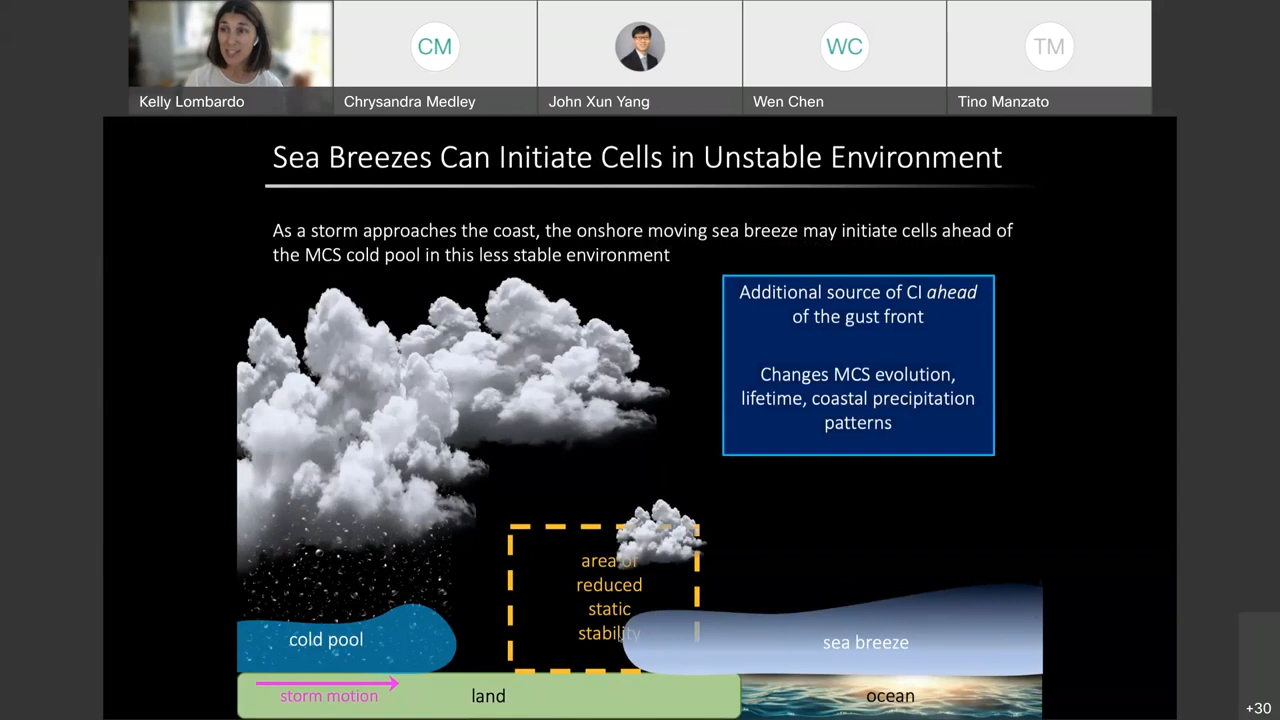 Kelly Lombardo
CM
Chrysandra Medley
John Xun Yang
WC
Wen Chen
TM
Tino Manzato
Sea Breezes Can Initiate Cells in Unstable Environment
As a storm approaches the coast, the onshore moving sea breeze may initiate cells ahead of
the MCS cold pool in this less stable environment
Additional source of CI ahead
of the gust front
Changes MCS evolution,
lifetime, coastal precipitation
patterns
area of
reduced
static
stability
cold pool
sea breeze
storm motion
land
ocean
+30